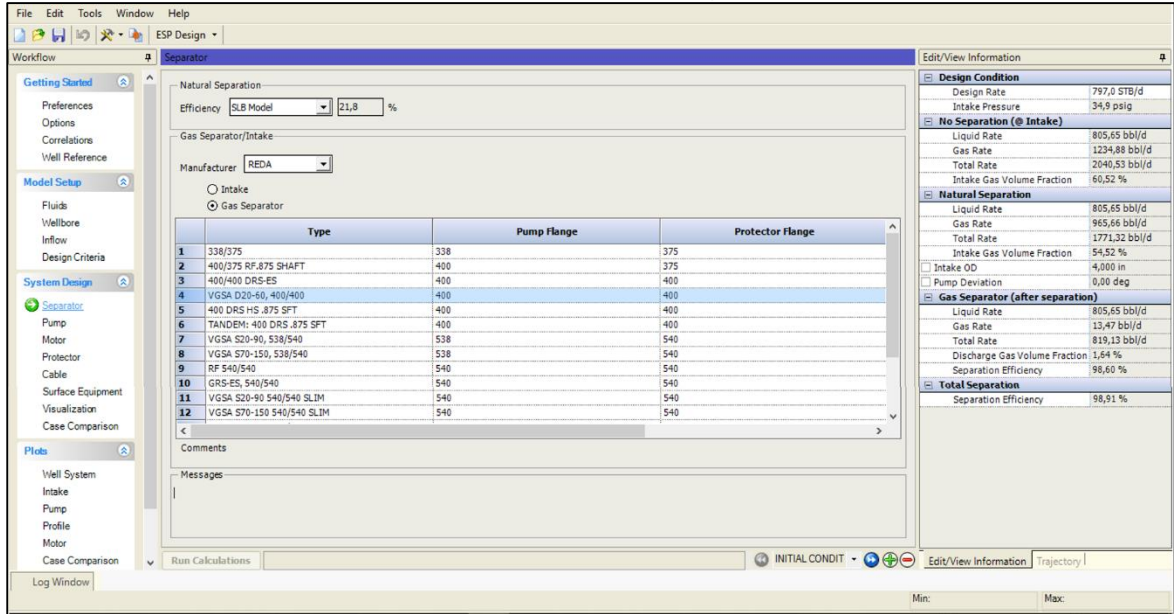 File Edit Tools Window Help
ESP Design
Workflow
Getting Started
Preferences
Options
Correlations
Well Reference
Model Setup
Fluids
Wellbore
Inflow
Design Criteria
System Design
Separator
Pump
Motor
Protector
Cable
Surface Equipment
Visualization
Case Comparison
Plots
Well System
Intake
Pump
Profile
Motor
Case Comparison
Log Window
Separator
Natural Separation
Efficiency SLB Model 21,8 %
Gas Separator/Intake
Manufacturer REDA
Intake
Gas Separator
Type Pump Flange Protector Flange
1 338/375 338 375
2 400/375 RF.875 SHAFT 400 375
3 400/400 DRS-ES 400 400
4 VGSA D20-60, 400/400 400 400
5 400 DRS HS .875 SFT 400 400
6 TANDEM: 400 DRS .875 SFT 400 400
7 VGSA S20-90, 538/540 538 540
8 VGSA S70-150, 538/540 538 540
9 RF 540/540 540 540
10 GRS-ES, 540/540 540 540
11 VGSA S20-90 540/540 SLIM 540 540
12 VGSA S70-150 540/540 SLIM 540 540
Comments
Messages
Run Calculations INITIAL CONDIT
Edit/View Information
Design Condition
Design Rate 797,0 STB/d
Intake Pressure 34,9 psig
No Separation (@ Intake)
Liquid Rate 805,65 bbl/d
Gas Rate 1234,88 bbl/d
Total Rate 2040,53 bbl/d
Intake Gas Volume Fraction 60,52 %
Natural Separation
Liquid Rate 805,65 bbl/d
Gas Rate 965,66 bbl/d
Total Rate 1771,32 bbl/d
Intake Gas Volume Fraction 54,52 %
Intake OD 4,000 in
Pump Deviation 0,00 deg
Gas Separator (after separation)
Liquid Rate 805,65 bbl/d
Gas Rate 13,47 bbl/d
Total Rate 819,13 bbl/d
Discharge Gas Volume Fraction 1,64 %
Separation Efficiency 98,60 %
Total Separation
Separation Efficiency 98,91 %
Edit/View Information Trajectory
Min: Max: